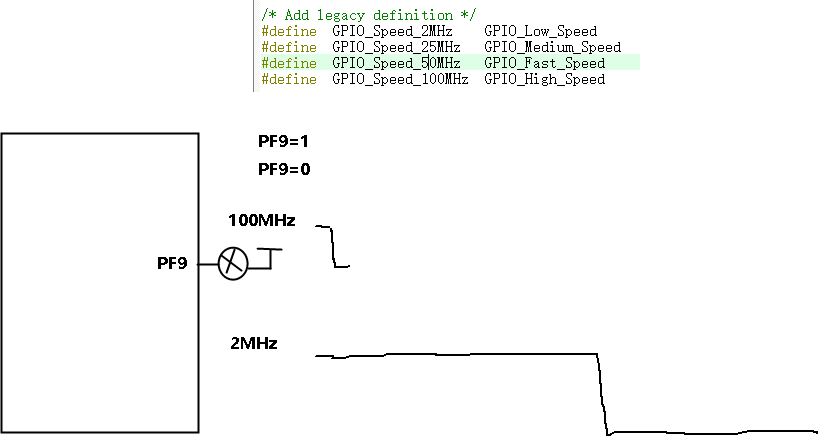 /* Add legacy definition */
#define  GPIO_Speed_2MHz    GPIO_Low_Speed
#define  GPIO_Speed_25MHz   GPIO_Medium_Speed
#define  GPIO_Speed_50MHz   GPIO_Fast_Speed
#define  GPIO_Speed_100MHz  GPIO_High_Speed
PF9=1
PF9=0
100MHz
PF9
2MHz